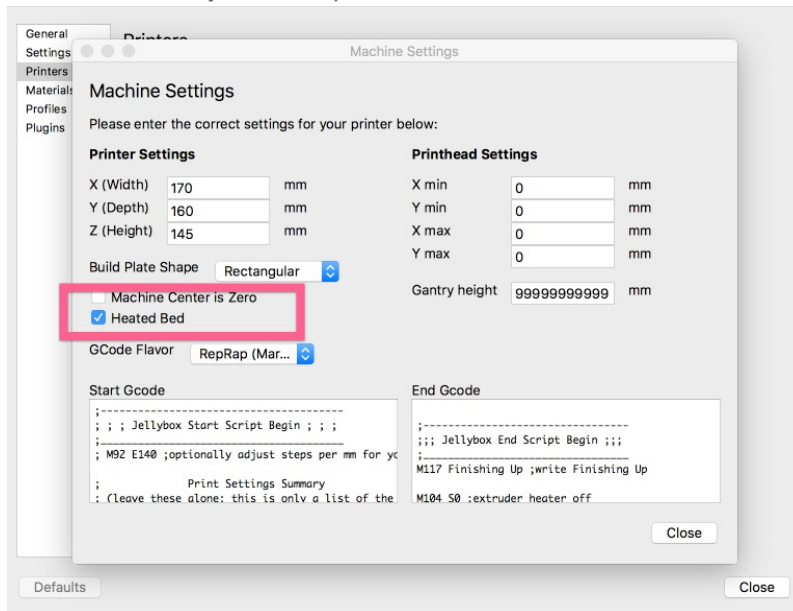 General
Settings
Printers
Materials
Profiles
Plugins
Printers
Machine Settings
Machine Settings
Please enter the correct settings for your printer below:
Printer Settings
X (Width) 170 mm
Y (Depth) 160 mm
Z (Height) 145 mm
Build Plate Shape Rectangular
Machine Center is Zero
Heated Bed
GCode Flavor RepRap (Mar...
Printhead Settings
X min 0 mm
Y min 0 mm
X max 0 mm
Y max 0 mm
Gantry height 99999999999 mm
Start Gcode
;---------------------------------------
; ; ; Jellybox Start Script Begin ; ; ;
;_______________________________________
; M92 E140 ;optionally adjust steps per mm for yo
; Print Settings Summary
; (leave these alone: this is only a list of the
End Gcode
;---------------------------------
;;; Jellybox End Script Begin ;;;
;_________________________________
M117 Finishing Up ;write Finishing Up
M104 S0 ;extruder heater off
Close
Defaults
Close